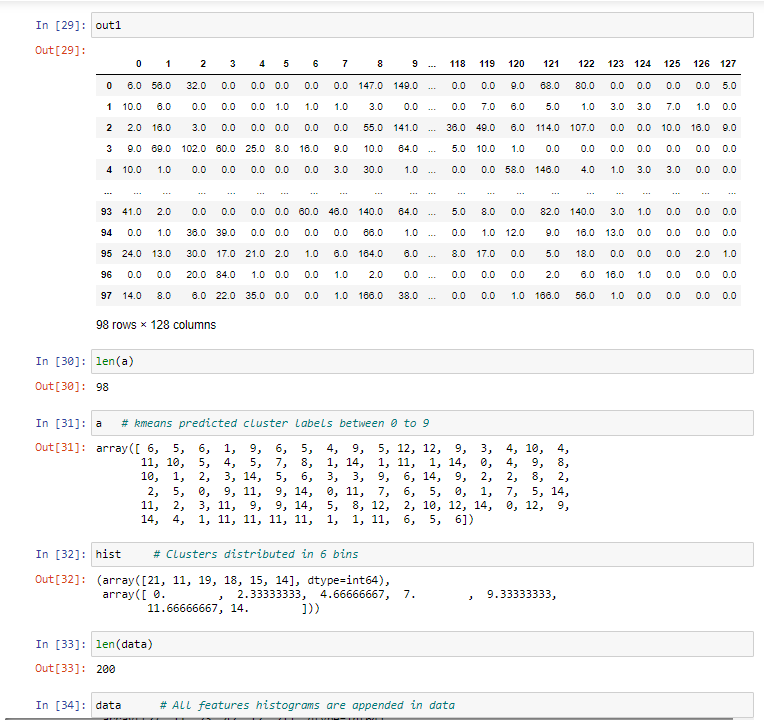 In [29]: out1
Out[29]:
0 1 2 3 4 5 6 7 8 9 ... 118 119 120 121 122 123 124 125 126 127
0 6.0 56.0 32.0 0.0 0.0 0.0 0.0 0.0 147.0 149.0 ... 0.0 0.0 9.0 68.0 80.0 0.0 0.0 0.0 0.0 5.0
1 10.0 6.0 0.0 0.0 0.0 1.0 1.0 1.0 3.0 0.0 ... 0.0 7.0 6.0 5.0 1.0 3.0 3.0 7.0 1.0 0.0
2 2.0 16.0 3.0 0.0 0.0 0.0 0.0 0.0 55.0 141.0 ... 36.0 49.0 6.0 114.0 107.0 0.0 0.0 10.0 16.0 9.0
3 9.0 69.0 102.0 60.0 25.0 8.0 16.0 9.0 10.0 64.0 ... 5.0 10.0 1.0 0.0 0.0 0.0 0.0 0.0 0.0 0.0
4 10.0 1.0 0.0 0.0 0.0 0.0 0.0 3.0 30.0 1.0 ... 0.0 0.0 58.0 146.0 4.0 1.0 3.0 3.0 0.0 0.0
... ... ... ... ... ... ... ... ... ... ... ... ... ... ... ... ... ... ... ... ... ...
93 41.0 2.0 0.0 0.0 0.0 0.0 60.0 46.0 140.0 64.0 ... 5.0 8.0 0.0 82.0 140.0 3.0 1.0 0.0 0.0 0.0
94 0.0 1.0 36.0 39.0 0.0 0.0 0.0 0.0 66.0 1.0 ... 0.0 1.0 12.0 9.0 16.0 13.0 0.0 0.0 0.0 0.0
95 24.0 13.0 30.0 17.0 21.0 2.0 1.0 6.0 164.0 6.0 ... 8.0 17.0 0.0 5.0 18.0 0.0 0.0 0.0 2.0 1.0
96 0.0 0.0 20.0 84.0 1.0 0.0 0.0 1.0 2.0 0.0 ... 0.0 0.0 0.0 2.0 6.0 16.0 1.0 0.0 0.0 0.0
97 14.0 8.0 6.0 22.0 35.0 0.0 0.0 1.0 166.0 38.0 ... 0.0 0.0 1.0 166.0 56.0 1.0 0.0 0.0 0.0 0.0
98 rows × 128 columns
In [30]: len(a)
Out[30]: 98
In [31]: a # kmeans predicted cluster labels between 0 to 9
Out[31]: array([ 6, 5, 6, 1, 9, 6, 5, 4, 9, 5, 12, 12, 9, 3, 4, 10, 4,
11, 10, 5, 4, 5, 7, 8, 1, 14, 1, 11, 1, 14, 0, 4, 9, 8,
10, 1, 2, 3, 14, 5, 6, 3, 3, 9, 6, 14, 9, 2, 2, 8, 2,
2, 5, 0, 9, 11, 9, 14, 0, 11, 7, 6, 5, 0, 1, 7, 5, 14,
11, 2, 3, 11, 9, 9, 14, 5, 8, 12, 2, 10, 12, 14, 0, 12, 9,
14, 4, 1, 11, 11, 11, 11, 1, 1, 11, 6, 5, 6])
In [32]: hist # Clusters distributed in 6 bins
Out[32]: (array([21, 11, 19, 18, 15, 14], dtype=int64),
array([ 0. , 2.33333333, 4.66666667, 7. , 9.33333333,
11.66666667, 14. ]))
In [33]: len(data)
Out[33]: 200
In [34]: data # All features histograms are appended in data